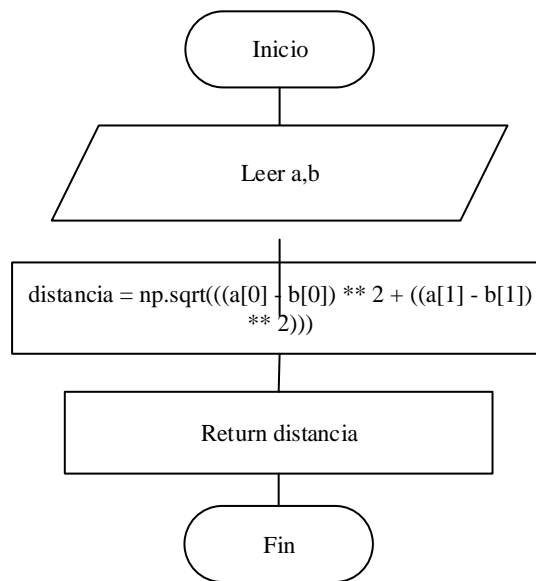 Inicio
Leer a,b
distancia = np.sqrt(((a[0] - b[0]) ** 2 + ((a[1] - b[1])
** 2)))
Return distancia
Fin